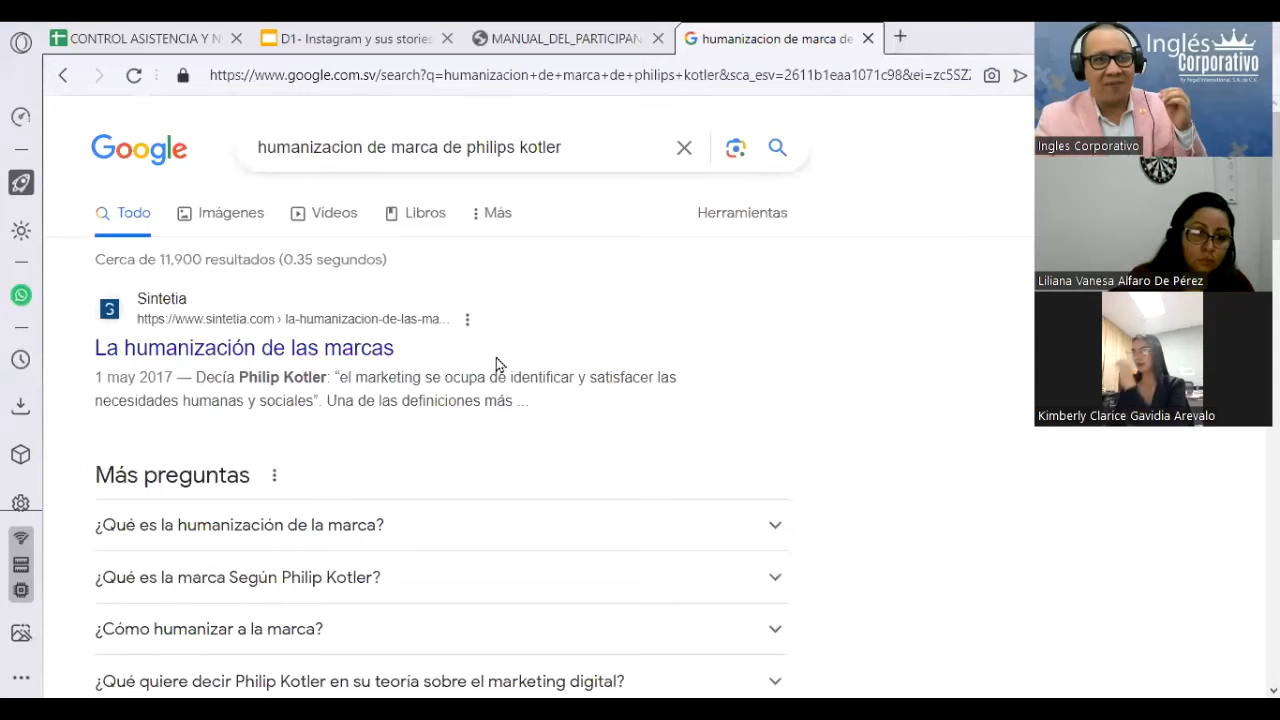 CONTROL ASISTENCIA Y N
D1- Instagram y sus storie
MANUAL_DEL_PARTICIPAN
humanizacion de marca de
https://www.google.com.sv/search?q=humanizacion+de+marca+de+philips+kotler&sca_esv=2611b1eaa1071c98&ei=zc5SZ
Google
humanizacion de marca de philips kotler
Todo
Imágenes
Vídeos
Libros
Más
Herramientas
Cerca de 11,900 resultados (0.35 segundos)
S
Sintetia
https://www.sintetia.com › la-humanizacion-de-las-ma...
La humanización de las marcas
1 may 2017 — Decía Philip Kotler: “el marketing se ocupa de identificar y satisfacer las
necesidades humanas y sociales”. Una de las definiciones más ...
Más preguntas
¿Qué es la humanización de la marca?
¿Qué es la marca Según Philip Kotler?
¿Cómo humanizar a la marca?
¿Qué quiere decir Philip Kotler en su teoría sobre el marketing digital?
Inglés
Corporativo
Ingles Corporativo
Liliana Vanesa Alfaro De Pérez
Kimberly Clarice Gavidia Arevalo